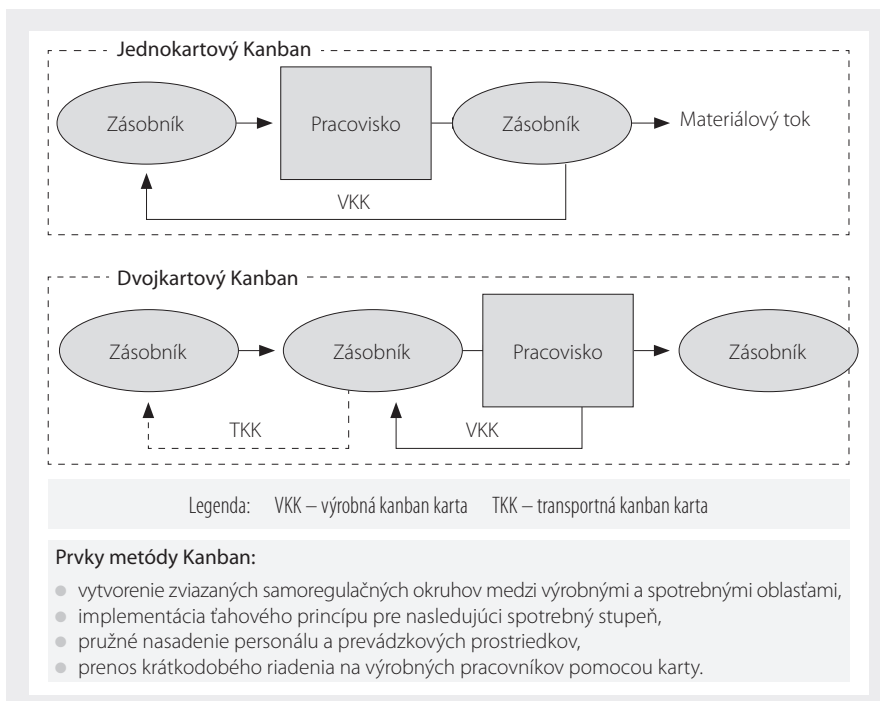 Jednokartový Kanban
Zásobník
Pracovisko
Zásobník
Materiálový tok
VKK
Dvojkartový Kanban
Zásobník
Zásobník
Pracovisko
Zásobník
TKK
VKK
Legenda: VKK – výrobná kanban karta TKK – transportná kanban karta
Prvky metódy Kanban:
vytvorenie zviazaných samoregulačných okruhov medzi výrobnými a spotrebnými oblasťami,
implementácia ťahového princípu pre nasledujúci spotrebný stupeň,
pružné nasadenie personálu a prevádzkových prostriedkov,
prenos krátkodobého riadenia na výrobných pracovníkov pomocou karty.